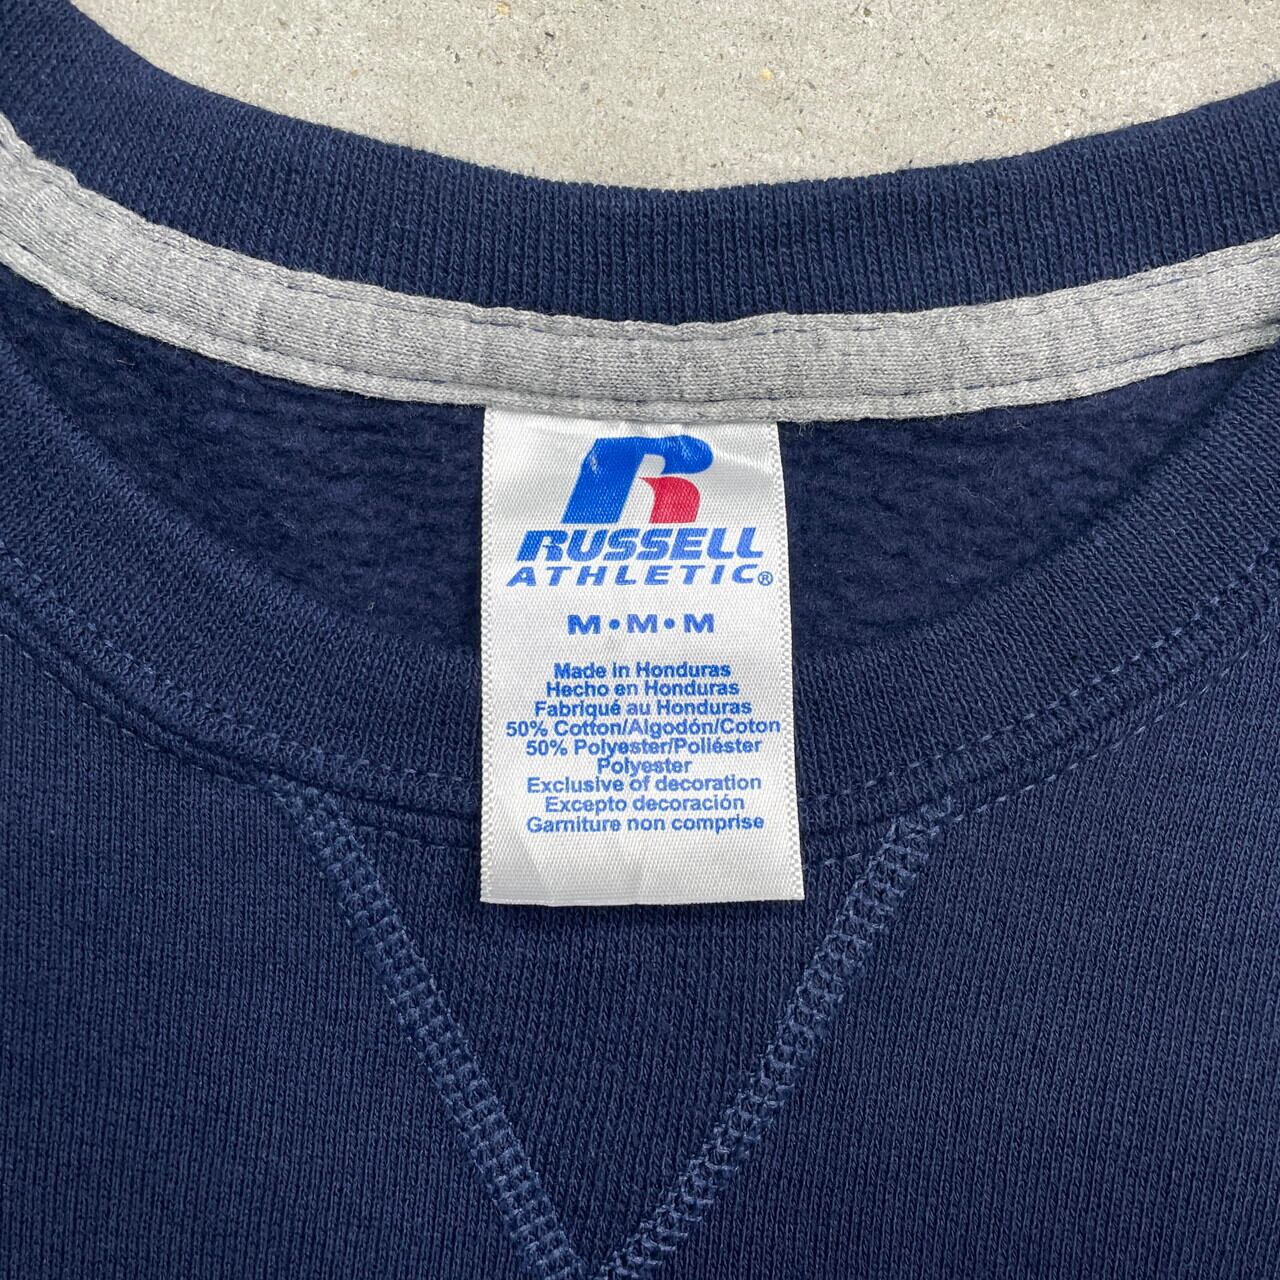 RUSSELL
ATHLETIC®
M•M•M
Made in Honduras
Hecho en Honduras
Fabriqué au Honduras
50% Cotton/Algodón/Coton
50% Polyester/Poliéster
Polyester
Exclusive of decoration
Excepto decoración
Garniture non comprise